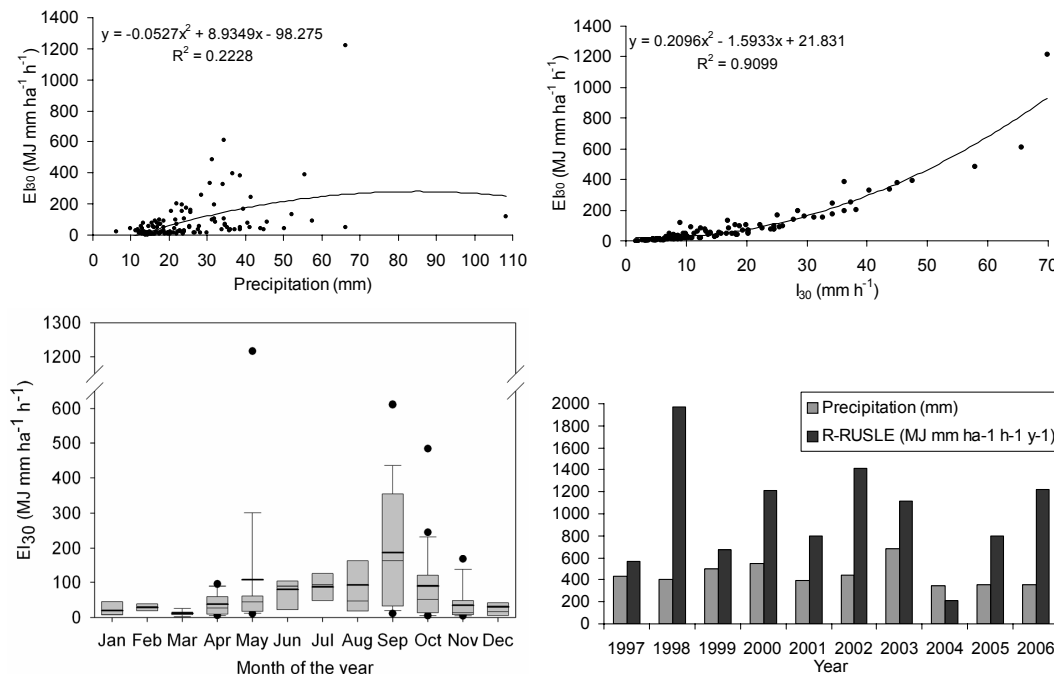 y = -0.0527x² + 8.9349x - 98.275
R² = 0.2228
EI30 (MJ mm ha⁻¹ h⁻¹)
1400
1200
1000
800
600
400
200
0
0 10 20 30 40 50 60 70 80 90 100 110
Precipitation (mm)
y = 0.2096x² - 1.5933x + 21.831
R² = 0.9099
EI30 (MJ mm ha⁻¹ h⁻¹)
1400
1200
1000
800
600
400
200
0
0 10 20 30 40 50 60 70
I30 (mm h⁻¹)
EI30 (MJ mm ha⁻¹ h⁻¹)
1300
1200
600
500
400
300
200
100
0
Jan Feb Mar Apr May Jun Jul Aug Sep Oct Nov Dec
Month of the year
Precipitation (mm)
R-RUSLE (MJ mm ha-1 h-1 y-1)
2000
1800
1600
1400
1200
1000
800
600
400
200
0
1997 1998 1999 2000 2001 2002 2003 2004 2005 2006
Year